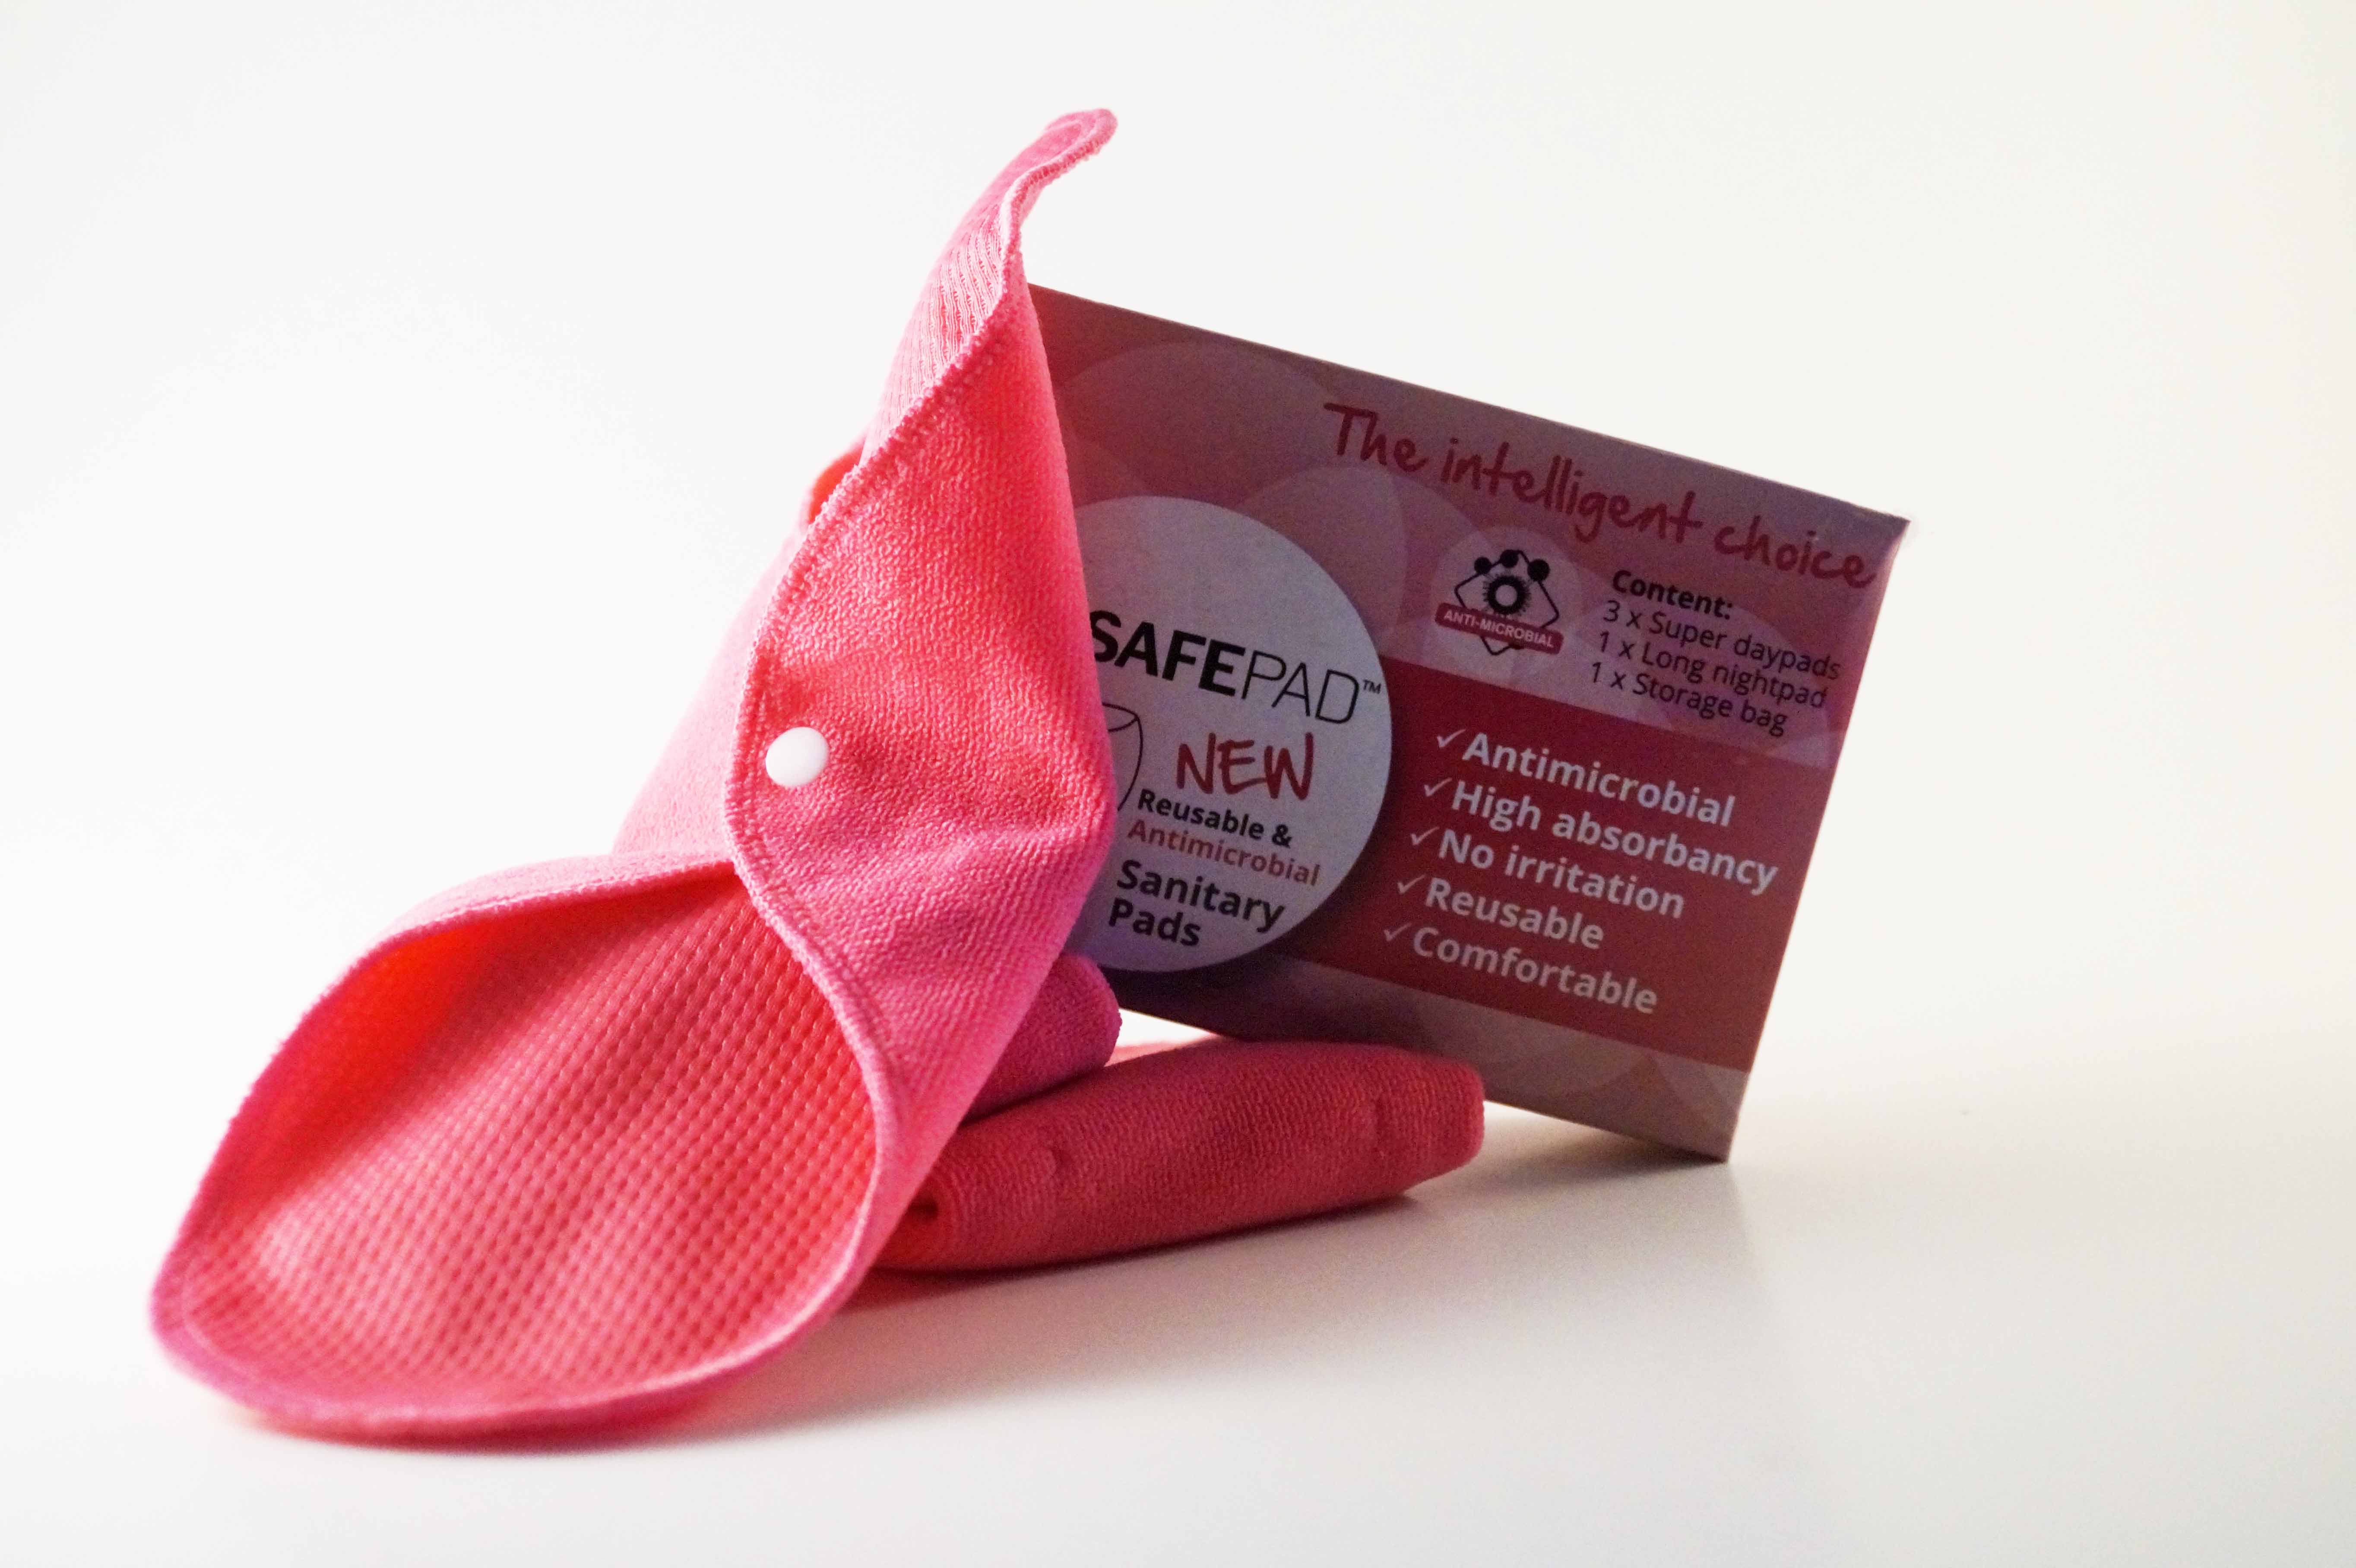 The intelligent choice
ANTI-MICROBIAL
Content:
3 x Super daypads
1 x Long nightpad
1 x Storage bag
SAFEPAD™
NEW
Reusable &
Antimicrobial
Sanitary
Pads
✓Antimicrobial
✓High absorbancy
✓No irritation
✓Reusable
✓Comfortable